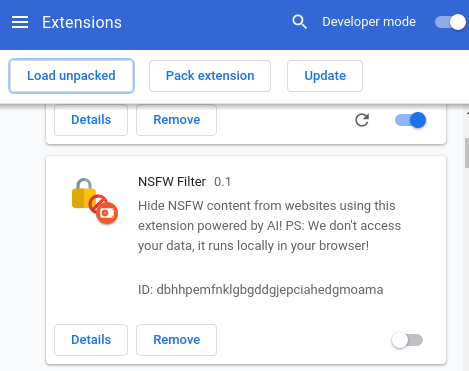 Extensions
Developer mode
Load unpacked
Pack extension
Update
Details
Remove
NSFW Filter 0.1
Hide NSFW content from websites using this
extension powered by AI! PS: We don't access
your data, it runs locally in your browser!
ID: dbhhpemfnklgbgddgjepciahedgmoama
Details
Remove